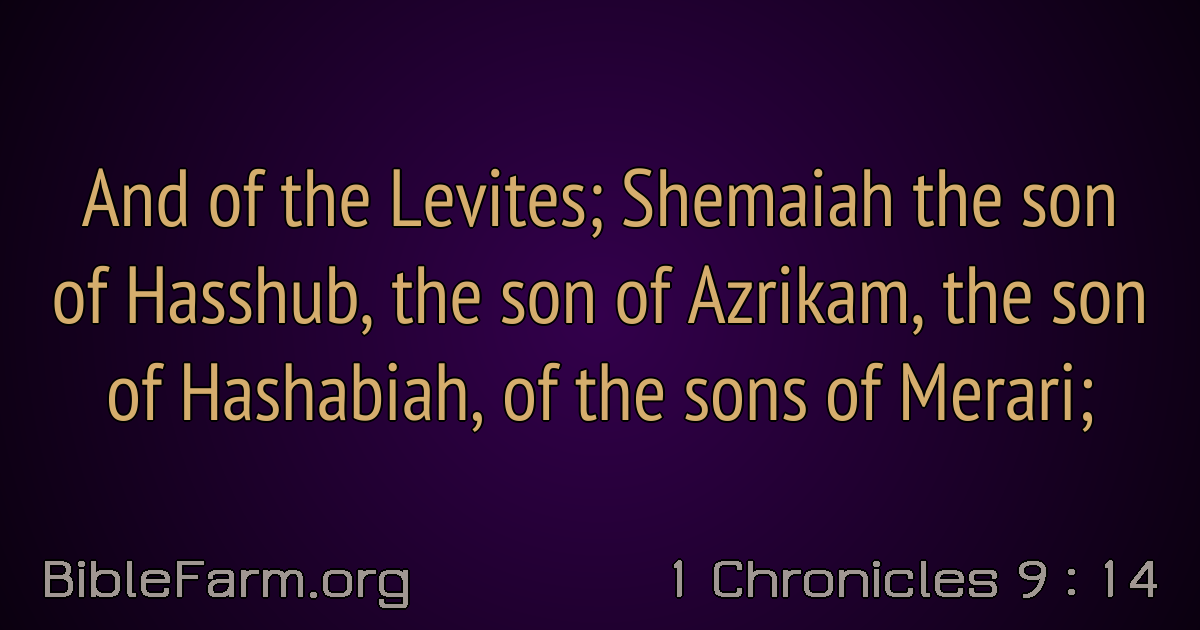 And of the Levites; Shemaiah the son
of Hasshub, the son of Azrikam, the son
of Hashabiah, of the sons of Merari;
BibleFarm.org
1 Chronicles 9 : 14